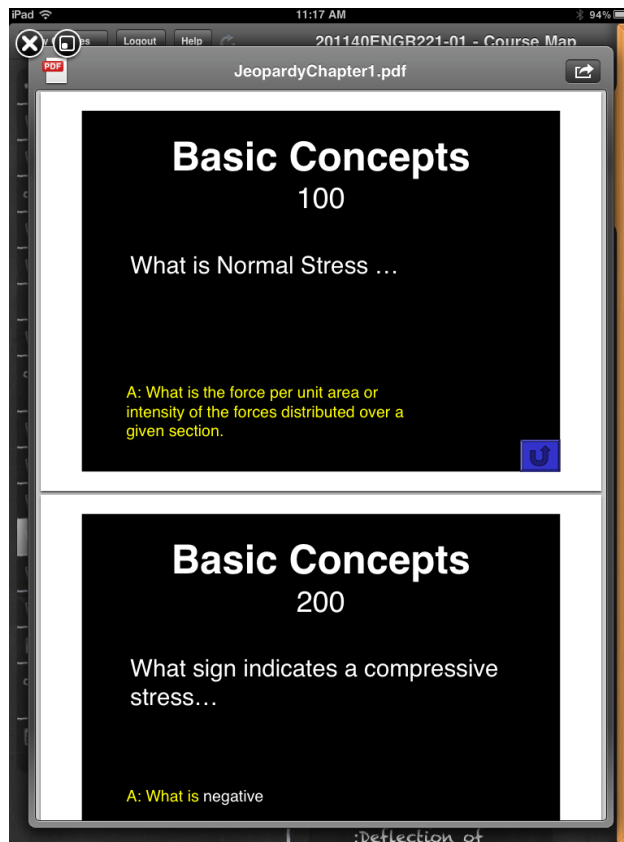 iPad
11:17 AM
94%
Logout
Help
201140ENGR221-01 - Course Map
PDF
JeopardyChapter1.pdf
Basic Concepts
100
What is Normal Stress …
A: What is the force per unit area or
intensity of the forces distributed over a
given section.
Basic Concepts
200
What sign indicates a compressive
stress…
A: What is negative
:Deflection of